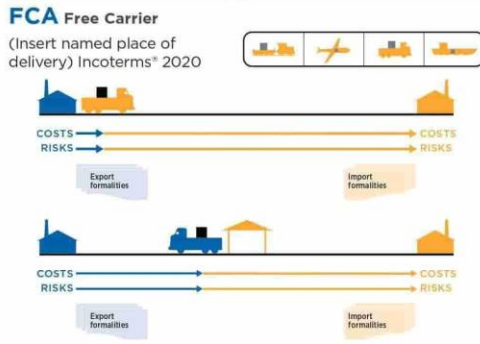 FCA Free Carrier
(Insert named place of
delivery) Incoterms® 2020
COSTS COSTS
RISKS RISKS
Export
formalities
Import
formalities
COSTS COSTS
RISKS RISKS
Export
formalities
Import
formalities